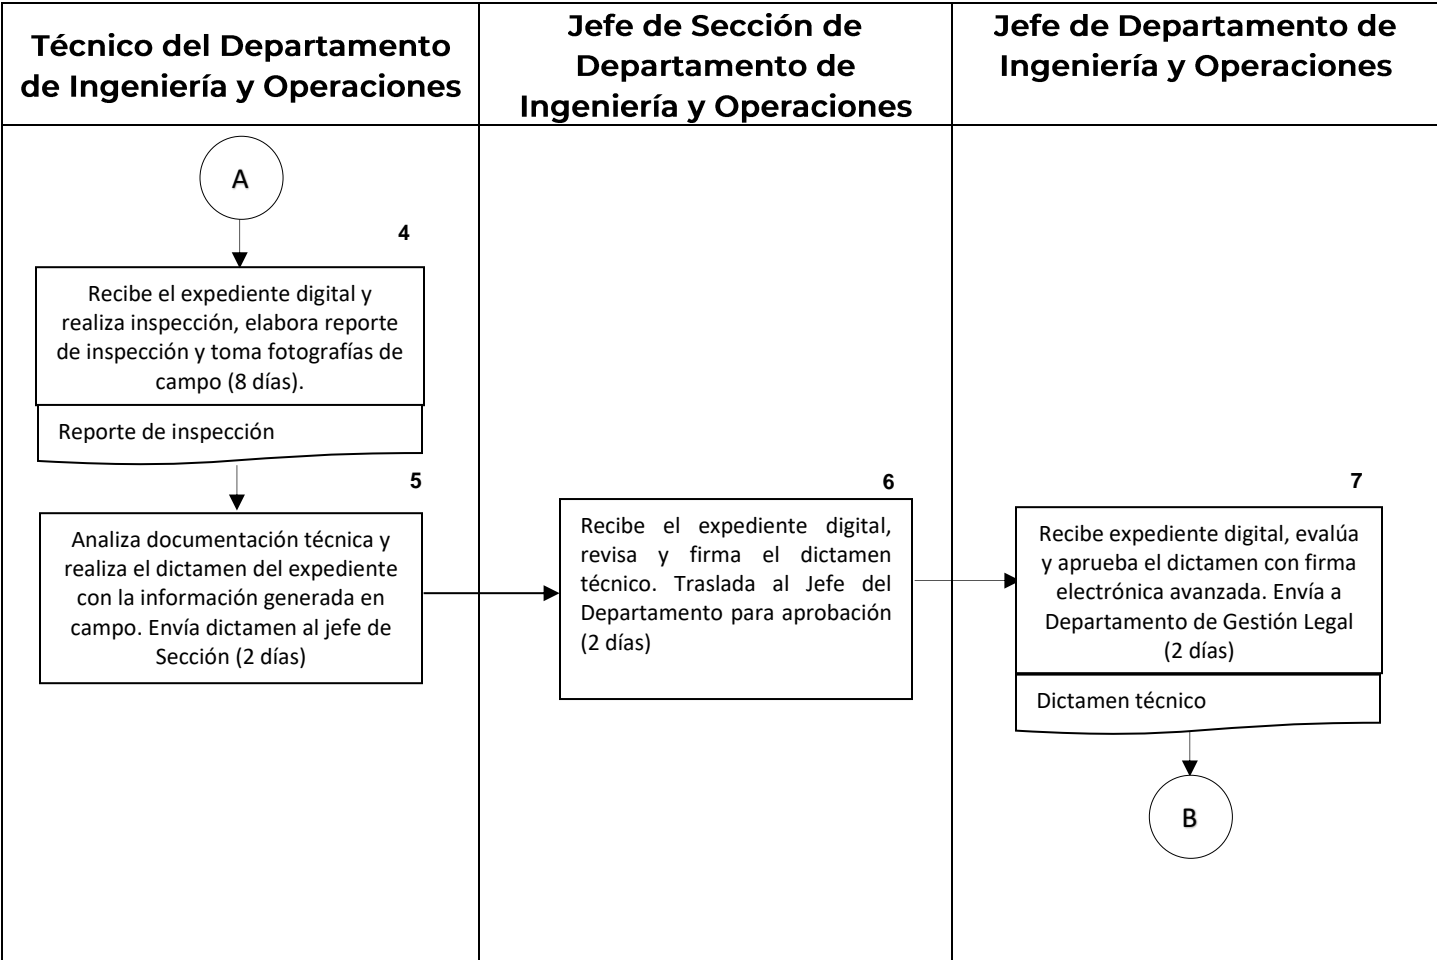 Técnico del Departamento
de Ingeniería y Operaciones
Jefe de Sección de
Departamento de
Ingeniería y Operaciones
Jefe de Departamento de
Ingeniería y Operaciones
A
4
Recibe el expediente digital y
realiza inspección, elabora reporte
de inspección y toma fotografías de
campo (8 días).
Reporte de inspección
5
Analiza documentación técnica y
realiza el dictamen del expediente
con la información generada en
campo. Envía dictamen al jefe de
Sección (2 días)
6
Recibe el expediente digital,
revisa y firma el dictamen
técnico. Traslada al Jefe del
Departamento para aprobación
(2 días)
7
Recibe expediente digital, evalúa
y aprueba el dictamen con firma
electrónica avanzada. Envía a
Departamento de Gestión Legal
(2 días)
Dictamen técnico
B